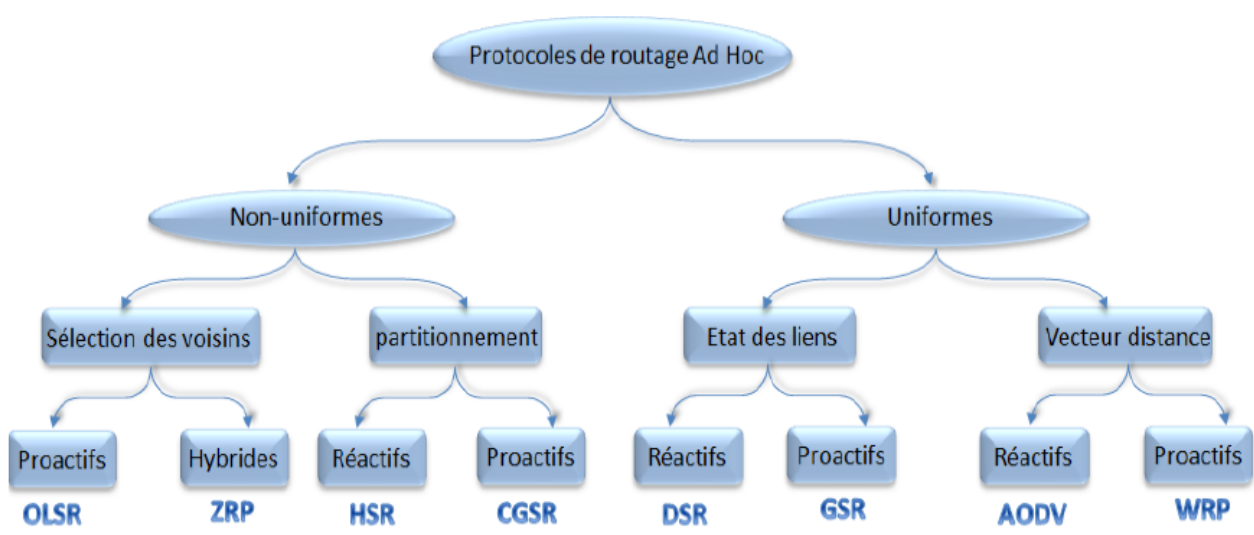 Protocoles de routage Ad Hoc
Non-uniformes
Uniformes
Sélection des voisins
partitionnement
Etat des liens
Vecteur distance
Proactifs
Hybrides
Réactifs
Proactifs
Réactifs
Proactifs
Réactifs
Proactifs
OLSR
ZRP
HSR
CGSR
DSR
GSR
AODV
WRP